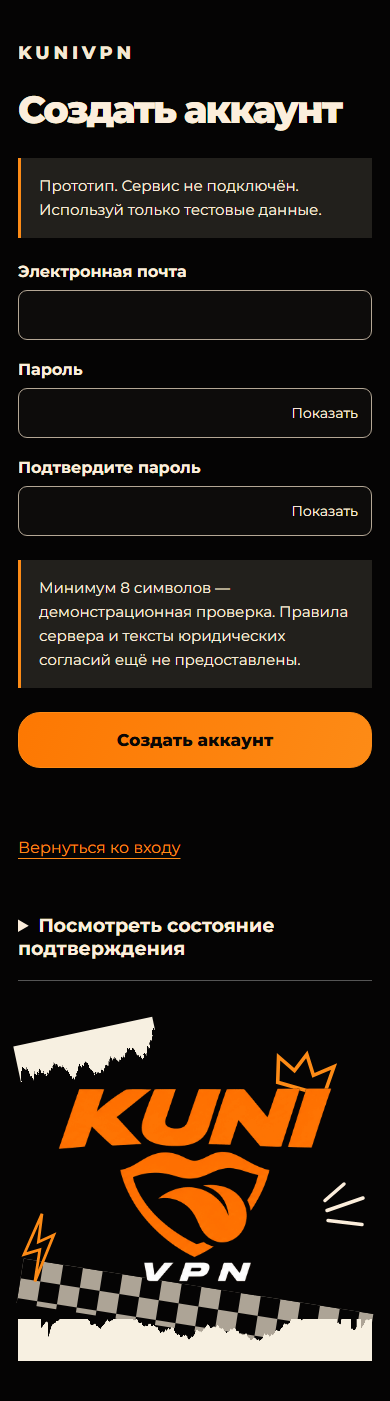 KUNIVPN
Создать аккаунт
Прототип. Сервис не подключён.
Используй только тестовые данные.
Электронная почта
Пароль
Показать
Подтвердите пароль
Показать
Минимум 8 символов —
демонстрационная проверка. Правила
сервера и тексты юридических
согласий ещё не предоставлены.
Создать аккаунт
Вернуться ко входу
Посмотреть состояние
подтверждения
KUNI
VPN